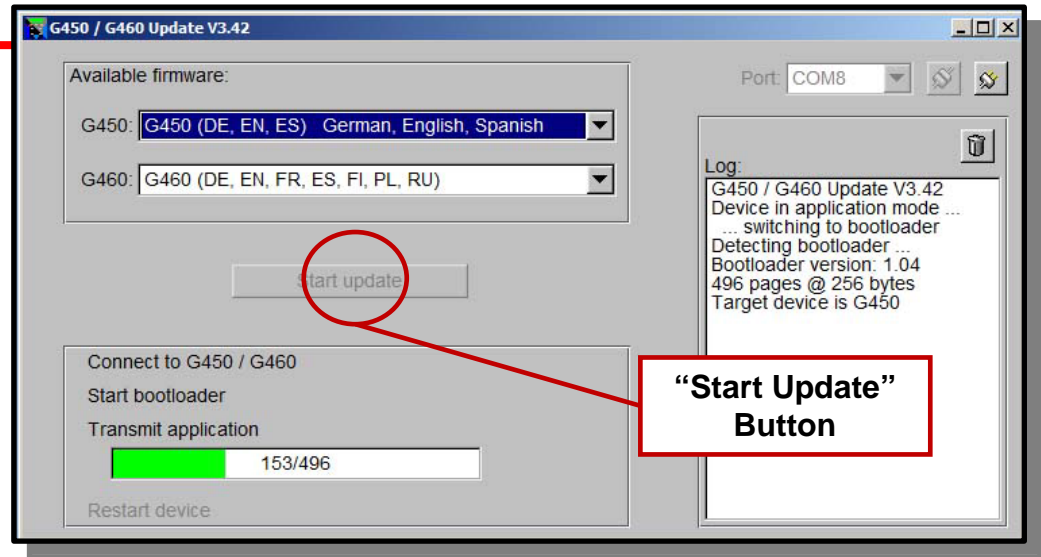 G450 / G460 Update V3.42
Available firmware:
G450: G450 (DE, EN, ES) German, English, Spanish
G460: G460 (DE, EN, FR, ES, FI, PL, RU)
Start update
Connect to G450 / G460
Start bootloader
Transmit application
153/496
Restart device
Port: COM8
Log:
G450 / G460 Update V3.42
Device in application mode ...
... switching to bootloader
Detecting bootloader ...
Bootloader version: 1.04
496 pages @ 256 bytes
Target device is G450
“Start Update”
Button